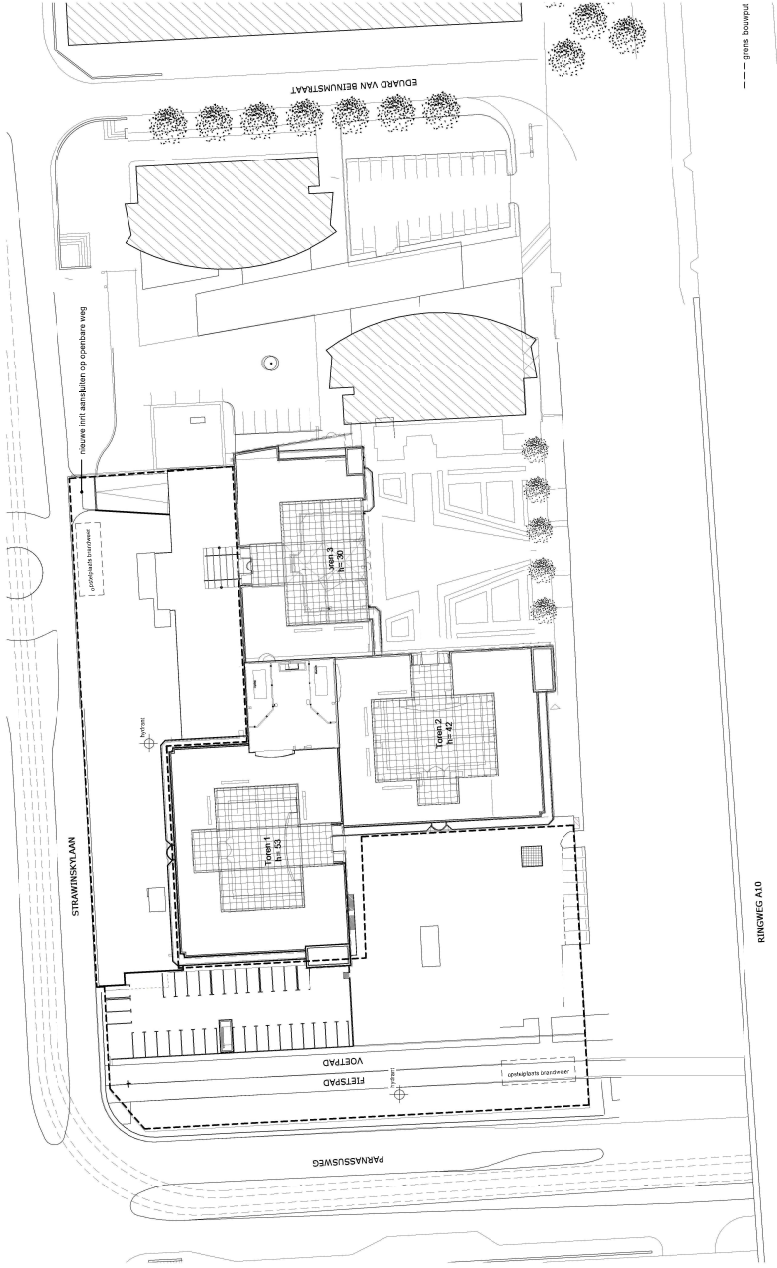 EDUARD VAN BEINUMSTRAAT
grens bouwput
nieuwe inrit aansluiten op openbare weg
opstelplaats brandweer
oren 3
h= 30
hydrant
Toren 2
h= 42
STRAWINSKYLAAN
Toren 1
h= 53
RINGWEG A10
VOETPAD
FIETSPAD
hydrant
opstelplaats brandweer
PARNASSUSWEG